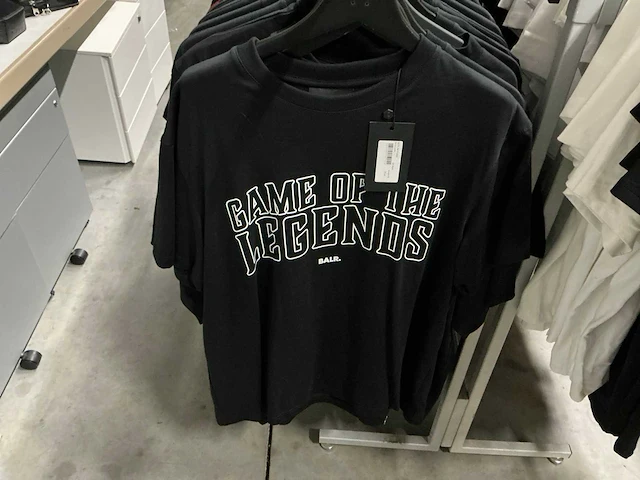 GAME OF THE
LEGENDS
BALR.